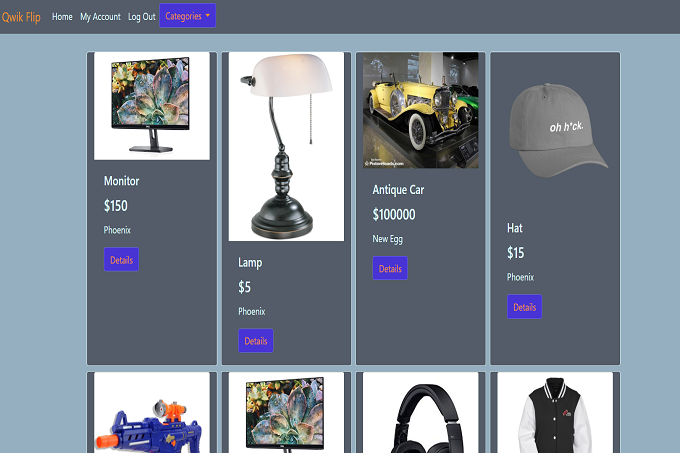 Qwik Flip Home My Account Log Out Categories
Monitor
$150
Phoenix
Details
Lamp
$5
Phoenix
Details
Antique Car
$100000
New Egg
Details
oh h*ck.
Hat
$15
Phoenix
Details